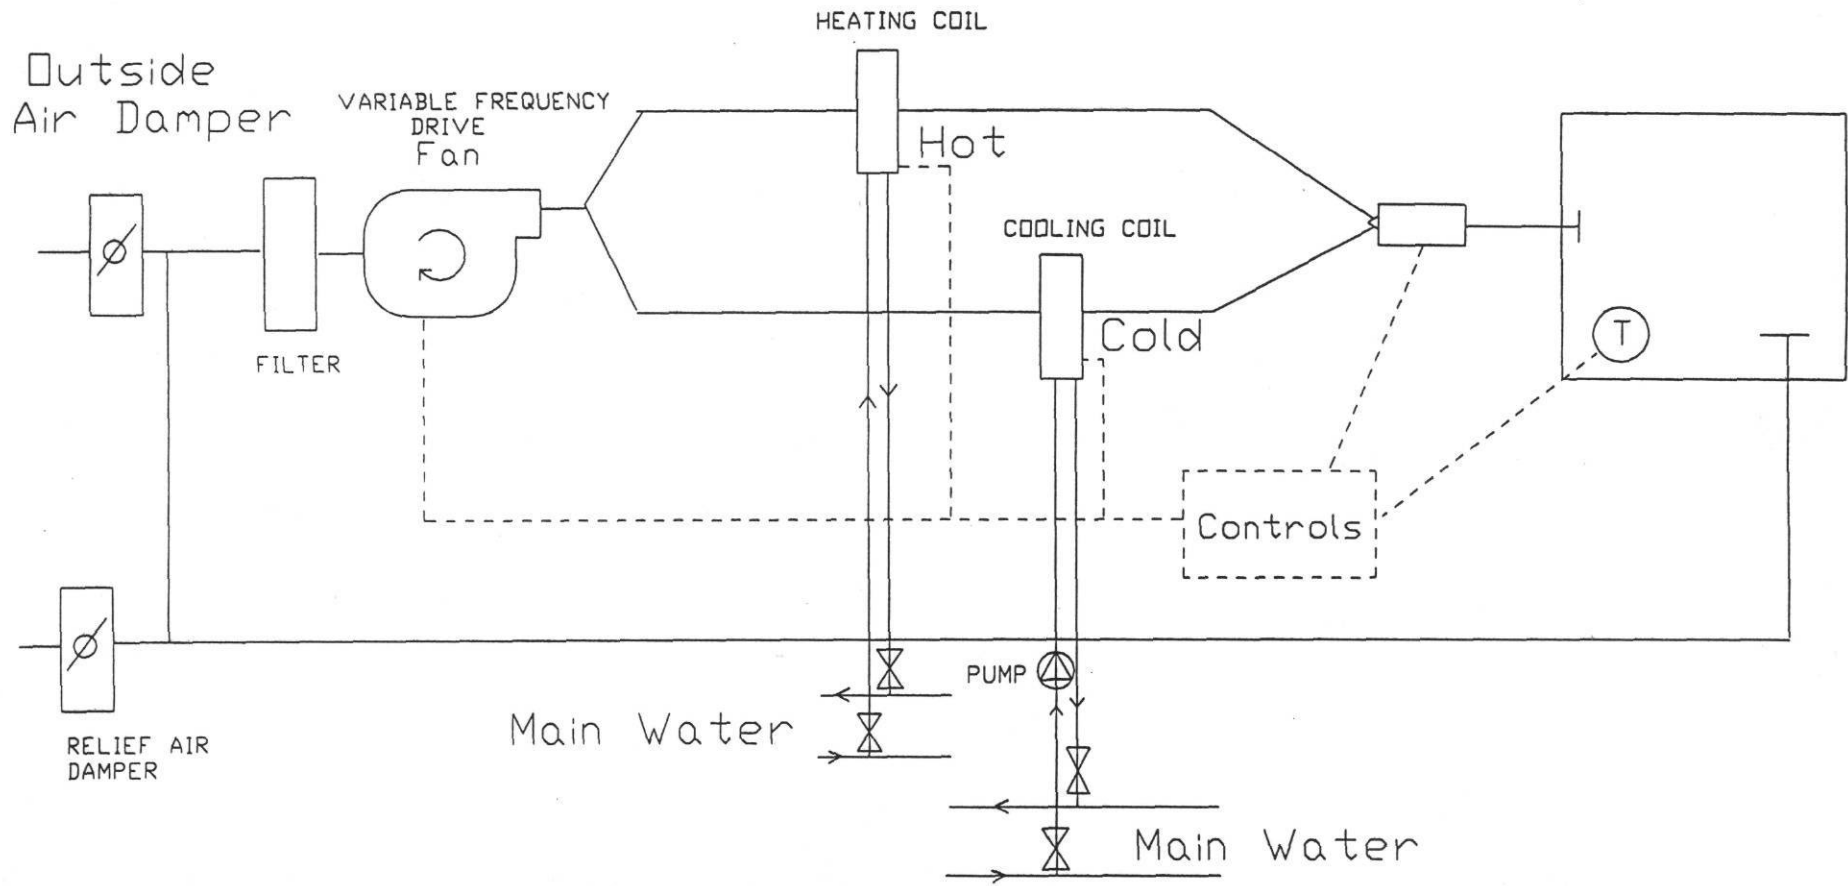 HEATING COIL
Outside
Air Damper
VARIABLE FREQUENCY
DRIVE
Fan
Hot
COOLING COIL
Cold
T
FILTER
Controls
PUMP
Main Water
RELIEF AIR
DAMPER
Main Water